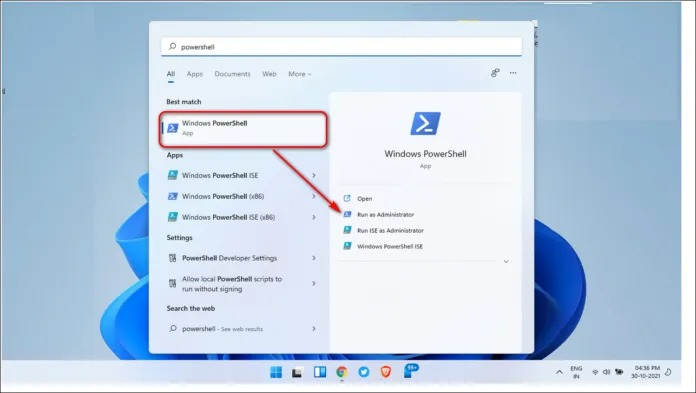 powershell
All Apps Documents Web More
Best match
Windows PowerShell
App
Apps
Windows PowerShell ISE
Windows PowerShell (x86)
Windows PowerShell ISE (x86)
Settings
PowerShell Developer Settings
Allow local PowerShell scripts to
run without signing
Search the web
powershell - See web results
Windows PowerShell
App
Open
Run as Administrator
Run ISE as Administrator
Windows PowerShell ISE
99+
ENG
IN
04:36 PM
30-10-2021